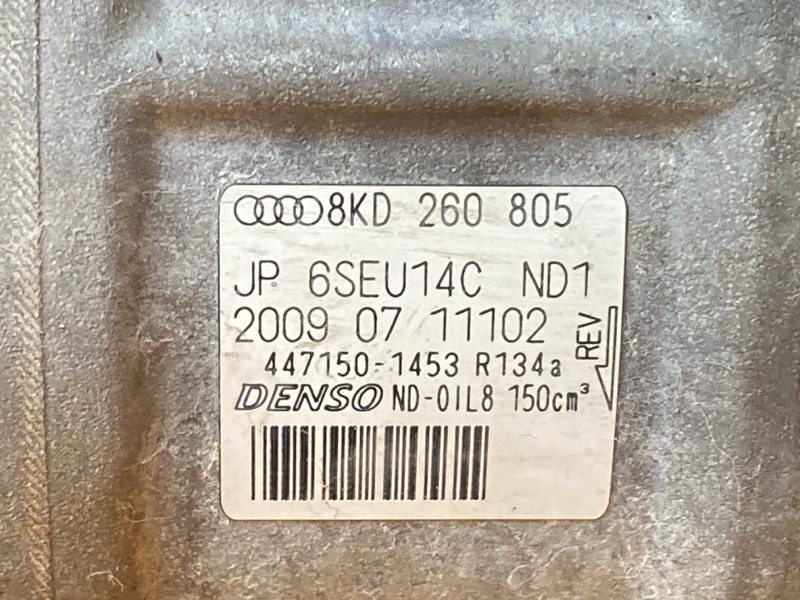 8KD 260 805
JP 6SEU14C ND1
2009 07 11102
REV
447150-1453 R134a
DENSO ND-OIL8 150cm³